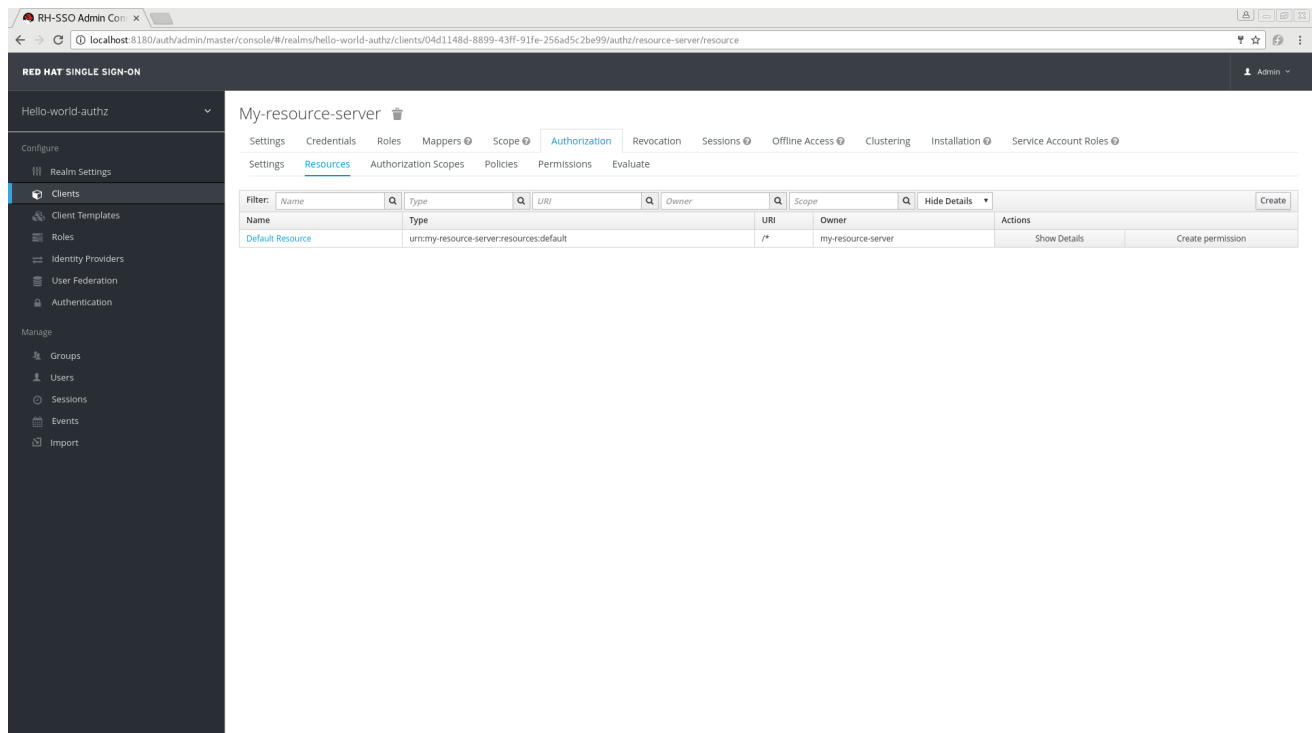 RH-SSO Admin Con
localhost:8180/auth/admin/master/console/#/realms/hello-world-authz/clients/04d1148d-8899-43ff-91fe-256ad5c2be99/authz/resource-server/resource
RED HAT SINGLE SIGN-ON
Admin
Hello-world-authz
Configure
Realm Settings
Clients
Client Templates
Roles
Identity Providers
User Federation
Authentication
Manage
Groups
Users
Sessions
Events
Import
My-resource-server
Settings Credentials Roles Mappers Scope Authorization Revocation Sessions Offline Access Clustering Installation Service Account Roles
Settings Resources Authorization Scopes Policies Permissions Evaluate
Filter: Name Type URI Owner Scope Hide Details Create
Name Type URI Owner Actions
Default Resource urn:my-resource-server:resources:default /* my-resource-server Show Details Create permission